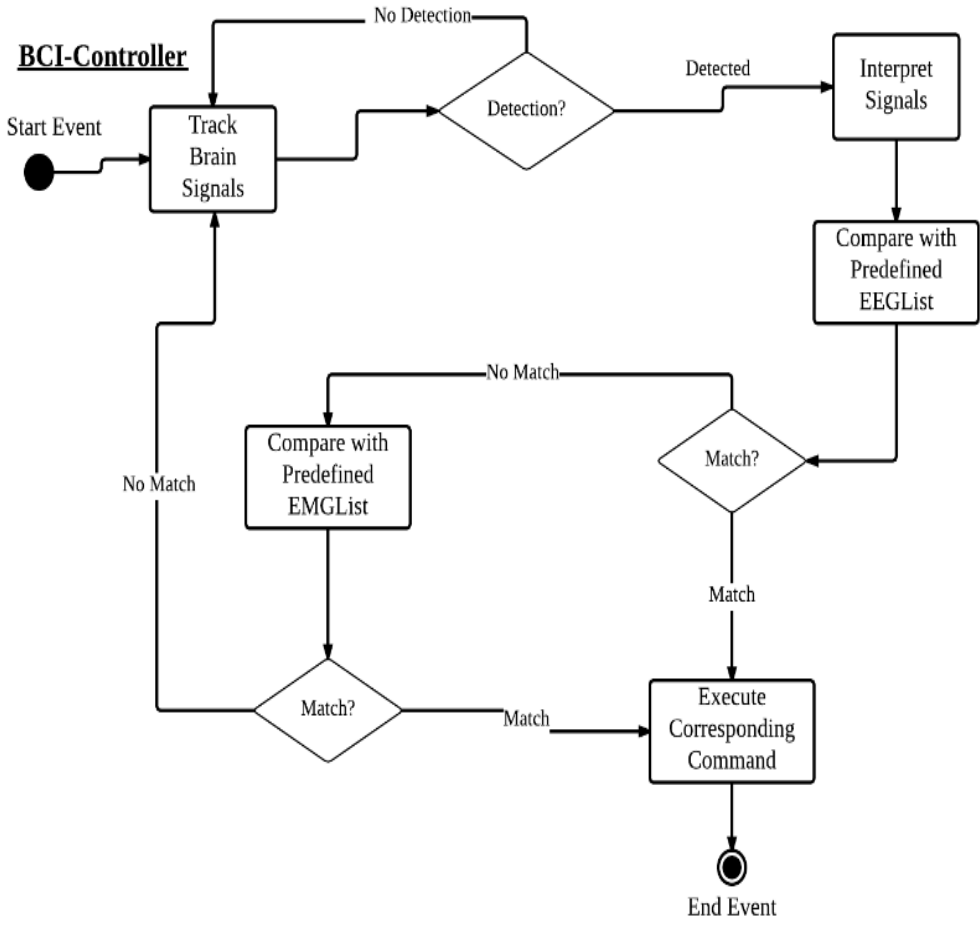 No Detection
BCI-Controller
Detected
Interpret
Signals
Start Event
Track
Brain
Signals
Detection?
Compare with
Predefined
EEGList
No Match
Compare with
Predefined
EMGList
Match?
No Match
Match
Match?
Match
Execute
Corresponding
Command
End Event